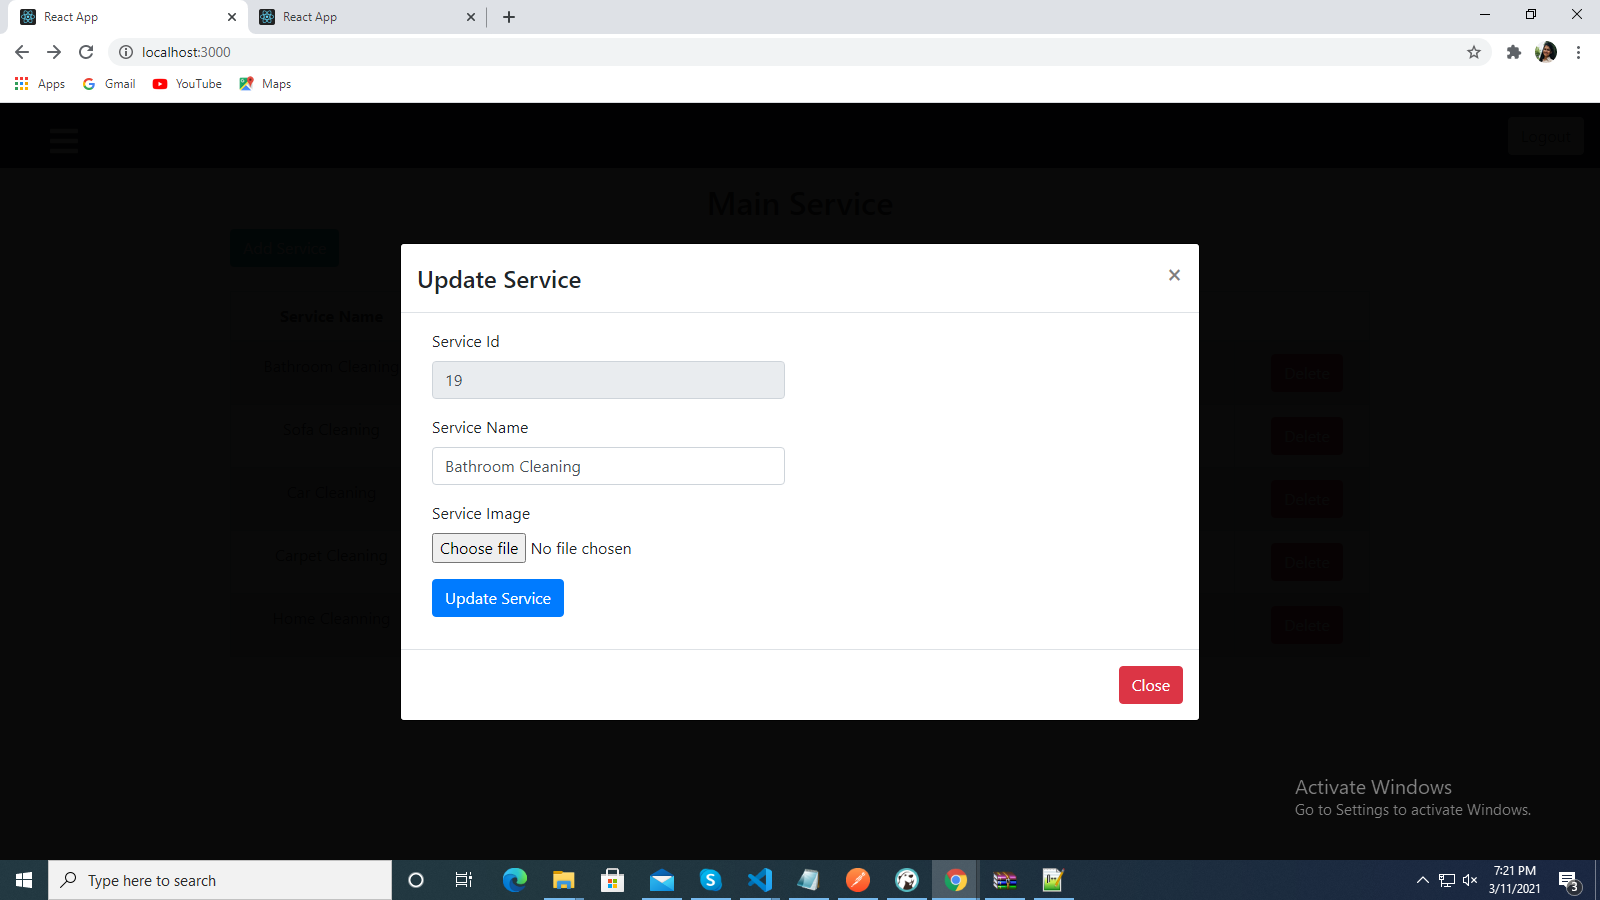 React App
React App
localhost:3000
Apps
Gmail
YouTube
Maps
Logout
Main Service
Add Service
Service Name
Bathroom Cleaning
Delete
Sofa Cleaning
Delete
Car Cleaning
Delete
Carpet Cleaning
Delete
Home Cleanning
Delete
Update Service
×
Service Id
19
Service Name
Bathroom Cleaning
Service Image
Choose file No file chosen
Update Service
Close
Activate Windows
Go to Settings to activate Windows.
Type here to search
7:21 PM
3/11/2021
3